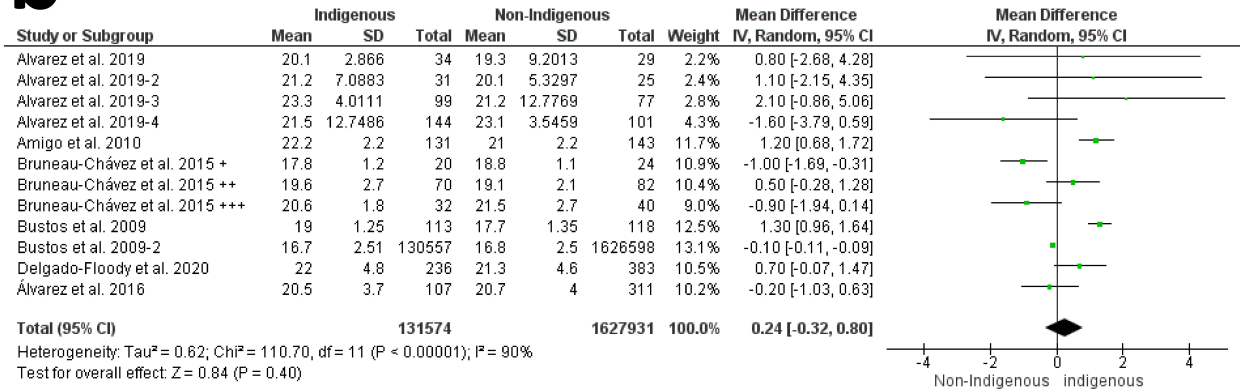 b
Indigenous Non-Indigenous Mean Difference Mean Difference
Study or Subgroup Mean SD Total Mean SD Total Weight IV, Random, 95% CI IV, Random, 95% CI
Alvarez et al. 2019 20.1 2.866 34 19.3 9.2013 29 2.2% 0.80 [-2.68, 4.28]
Alvarez et al. 2019-2 21.2 7.0883 31 20.1 5.3297 25 2.4% 1.10 [-2.15, 4.35]
Alvarez et al. 2019-3 23.3 4.0111 99 21.2 12.7769 77 2.8% 2.10 [-0.86, 5.06]
Alvarez et al. 2019-4 21.5 12.7486 144 23.1 3.5459 101 4.3% -1.60 [-3.79, 0.59]
Amigo et al. 2010 22.2 2.2 131 21 2.2 143 11.7% 1.20 [0.68, 1.72]
Bruneau-Chávez et al. 2015 + 17.8 1.2 20 18.8 1.1 24 10.9% -1.00 [-1.69, -0.31]
Bruneau-Chávez et al. 2015 ++ 19.6 2.7 70 19.1 2.1 82 10.4% 0.50 [-0.28, 1.28]
Bruneau-Chávez et al. 2015 +++ 20.6 1.8 32 21.5 2.7 40 9.0% -0.90 [-1.94, 0.14]
Bustos et al. 2009 19 1.25 113 17.7 1.35 118 12.5% 1.30 [0.96, 1.64]
Bustos et al. 2009-2 16.7 2.51 130557 16.8 2.5 1626598 13.1% -0.10 [-0.11, -0.09]
Delgado-Floody et al. 2020 22 4.8 236 21.3 4.6 383 10.5% 0.70 [-0.07, 1.47]
Álvarez et al. 2016 20.5 3.7 107 20.7 4 311 10.2% -0.20 [-1.03, 0.63]
Total (95% CI) 131574 1627931 100.0% 0.24 [-0.32, 0.80]
Heterogeneity: Tau² = 0.62; Chi² = 110.70, df = 11 (P < 0.00001); I² = 90%
Test for overall effect: Z = 0.84 (P = 0.40)
-4 -2 0 2 4
Non-Indigenous indigenous